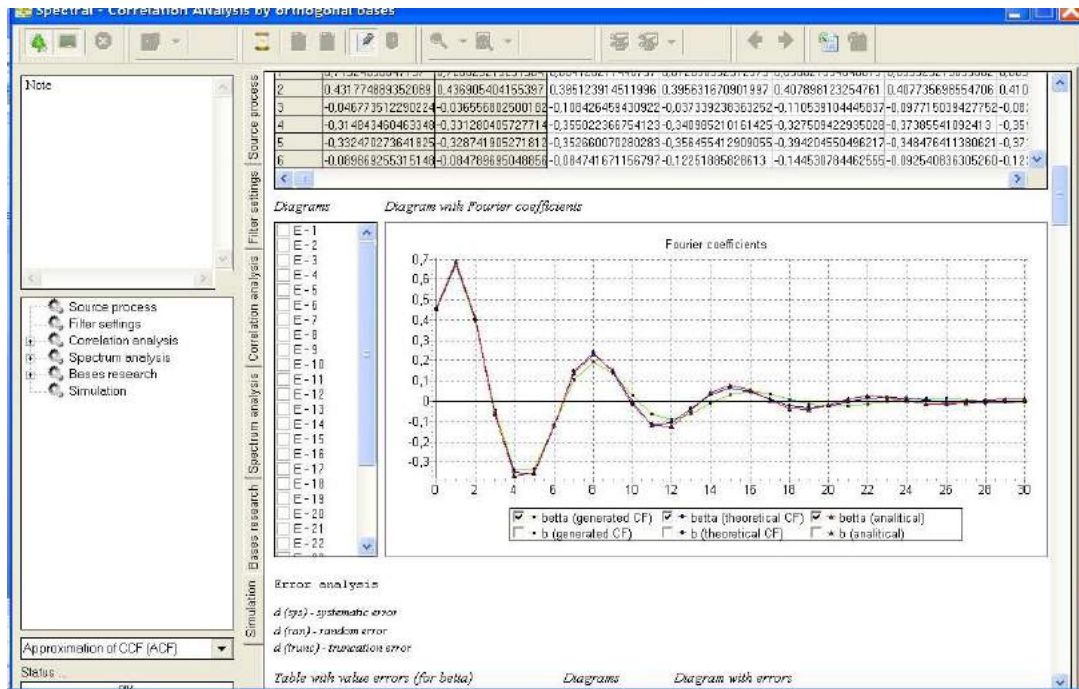 Spectral - Correlation ANalysis by orthogonal bases
Note
Source process
Filter settings
Correlation analysis
Spectrum analysis
Bases research
Simulation
Approximation of CCF (ACF)
Status ...
Source process
Filter settings
Correlation analysis
Spectrum analysis
Bases research
Simulation
2 0.431774889352089 0.436905404155397 0.395123914511996 0.395631670901997 0.407898123254761 0.407735698554706 0.410
3 -0.046773512290224 -0.036556802500182 -0.108426459430922 -0.037339238363252 -0.110539104445837 -0.097715039427752
4 -0.314843460463348 -0.331280405727714 -0.355022366754123 -0.340985210161425 -0.327509422935028 -0.37385541092413
5 -0.332470273641825 -0.328741905271812 -0.352660070280280 -0.358455412909055 -0.394204550496217 -0.348476411380621
6 -0.089869255315148 -0.084789695048856 -0.084741671156797 -0.12251885828613 -0.144530784462555 -0.092540836305260
Diagrams
Diagram with Fourier coefficients
E-1
E-2
E-3
E-4
E-5
E-6
E-7
E-8
E-9
E-10
E-11
E-12
E-13
E-14
E-15
E-16
E-17
E-18
E-19
E-20
E-21
E-22
Fourier coefficients
0,7
0,6
0,5
0,4
0,3
0,2
0,1
0
-0,1
-0,2
-0,3
0 2 4 6 8 10 12 14 16 18 20 22 24 26 28 30
betta (generated CF) betta (theoretical CF) betta (analitical)
b (generated CF) b (theoretical CF) b (analitical)
Error analysis
d (sys) - systematic error
d (ran) - random error
d (trunc) - truncation error
Table with value errors (for betta) Diagrams Diagram with errors